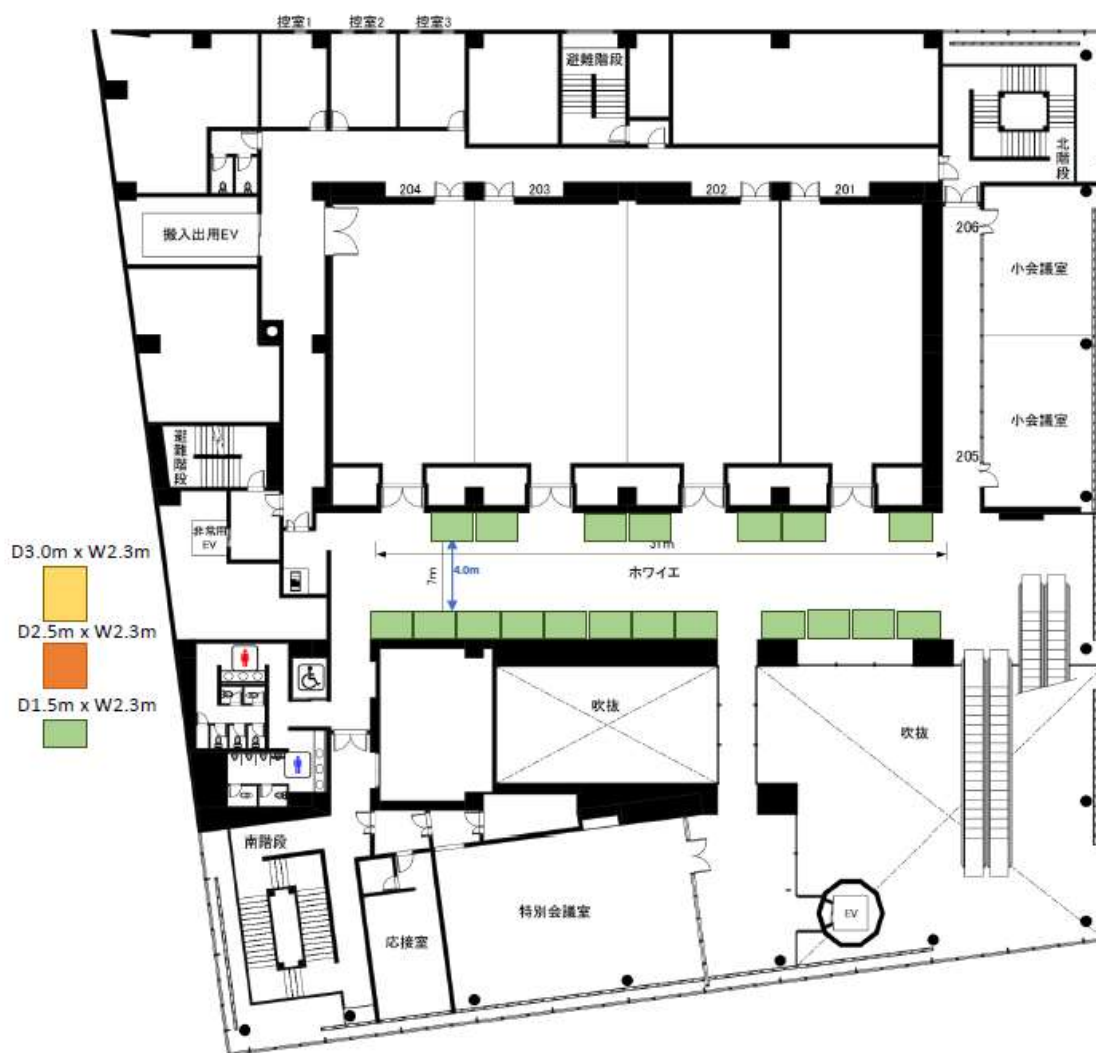 控室1 控室2 控室3
避難階段
北階段
204 203 202 201
搬入出用EV
206
小会議室
小会議室
避難階段
205
非常用
EV
31m
D3.0m x W2.3m
7m
4.0m
ホワイエ
D2.5m x W2.3m
D1.5m x W2.3m
吹抜
吹抜
南階段
特別会議室
EV
応接室